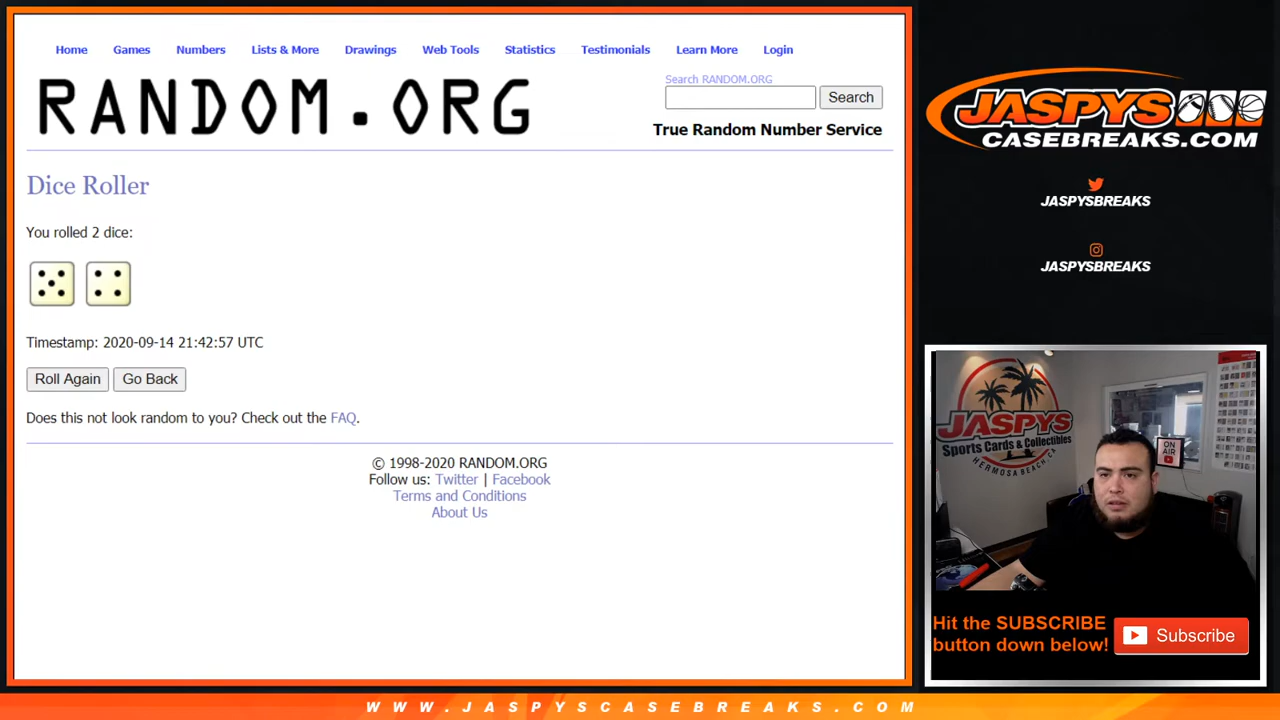 Home Games Numbers Lists & More Drawings Web Tools Statistics Testimonials Learn More Login
RANDOM.ORG
Search RANDOM.ORG
Search
True Random Number Service
Dice Roller
You rolled 2 dice:
Timestamp: 2020-09-14 21:42:57 UTC
Roll Again Go Back
Does this not look random to you? Check out the FAQ.
© 1998-2020 RANDOM.ORG
Follow us: Twitter | Facebook
Terms and Conditions
About Us
JASPYS
CASEBREAKS.COM
JASPYSBREAKS
JASPYSBREAKS
JASPYS
Sports Cards & Collectibles
HERMOSA BEACH, CA
ON
AIR
Hit the SUBSCRIBE
button down below!
Subscribe
WWW.JASPYSCASEBREAKS.COM